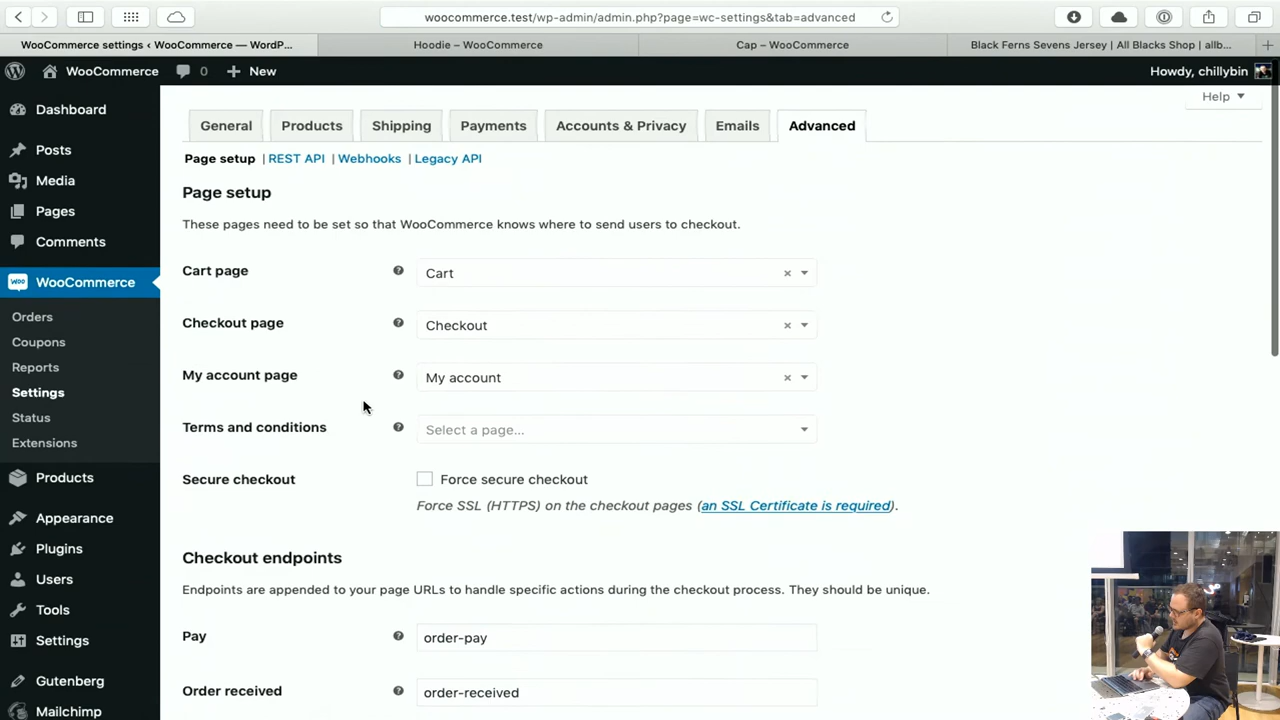 woocommerce.test/wp-admin/admin.php?page=wc-settings&tab=advanced
WooCommerce settings ‹ WooCommerce — WordP...
Hoodie – WooCommerce
Cap – WooCommerce
Black Ferns Sevens Jersey | All Blacks Shop | allb...
WooCommerce
0
New
Howdy, chillybin
Dashboard
Posts
Media
Pages
Comments
WooCommerce
Orders
Coupons
Reports
Settings
Status
Extensions
Products
Appearance
Plugins
Users
Tools
Settings
Gutenberg
Mailchimp
Help
General
Products
Shipping
Payments
Accounts & Privacy
Emails
Advanced
Page setup | REST API | Webhooks | Legacy API
Page setup
These pages need to be set so that WooCommerce knows where to send users to checkout.
Cart page
Cart
Checkout page
Checkout
My account page
My account
Terms and conditions
Select a page...
Secure checkout
Force secure checkout
Force SSL (HTTPS) on the checkout pages (an SSL Certificate is required).
Checkout endpoints
Endpoints are appended to your page URLs to handle specific actions during the checkout process. They should be unique.
Pay
order-pay
Order received
order-received